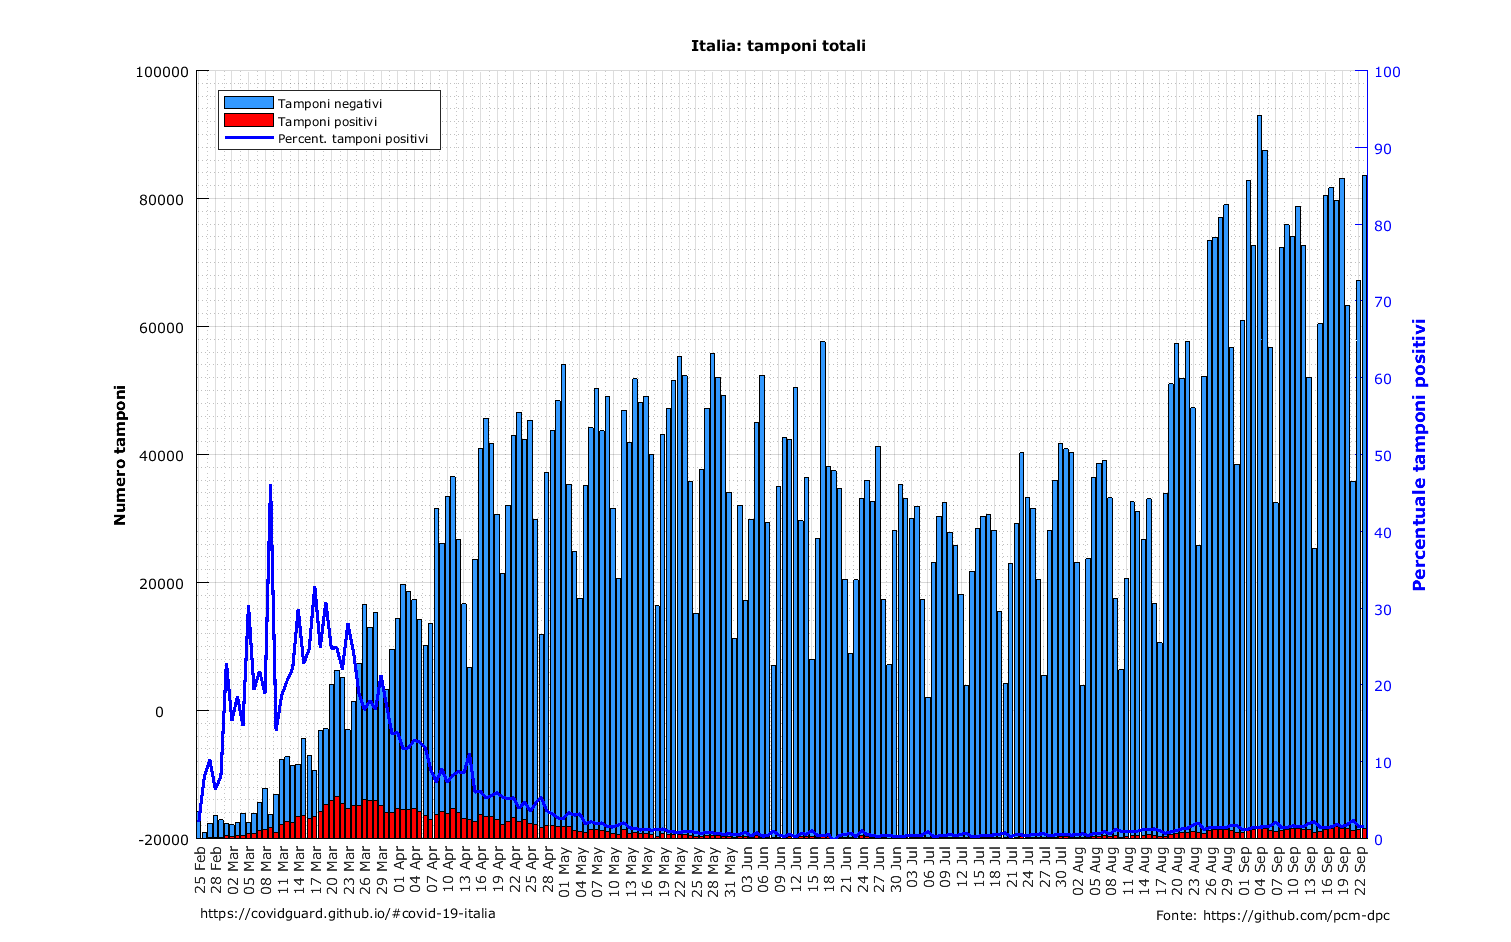 Italia: tamponi totali
100000
80000
60000
40000
20000
0
-20000
Numero tamponi
Tamponi negativi
Tamponi positivi
Percent. tamponi positivi
100
90
80
70
60
50
40
30
20
10
0
Percentuale tamponi positivi
25 Feb
28 Feb
02 Mar
05 Mar
08 Mar
11 Mar
14 Mar
17 Mar
20 Mar
23 Mar
26 Mar
29 Mar
01 Apr
04 Apr
07 Apr
10 Apr
13 Apr
16 Apr
19 Apr
22 Apr
25 Apr
28 Apr
01 May
04 May
07 May
10 May
13 May
16 May
19 May
22 May
25 May
28 May
31 May
03 Jun
06 Jun
09 Jun
12 Jun
15 Jun
18 Jun
21 Jun
24 Jun
27 Jun
30 Jun
03 Jul
06 Jul
09 Jul
12 Jul
15 Jul
18 Jul
21 Jul
24 Jul
27 Jul
30 Jul
02 Aug
05 Aug
08 Aug
11 Aug
14 Aug
17 Aug
20 Aug
23 Aug
26 Aug
29 Aug
01 Sep
04 Sep
07 Sep
10 Sep
13 Sep
16 Sep
19 Sep
22 Sep
https://covidguard.github.io/#covid-19-italia
Fonte: https://github.com/pcm-dpc